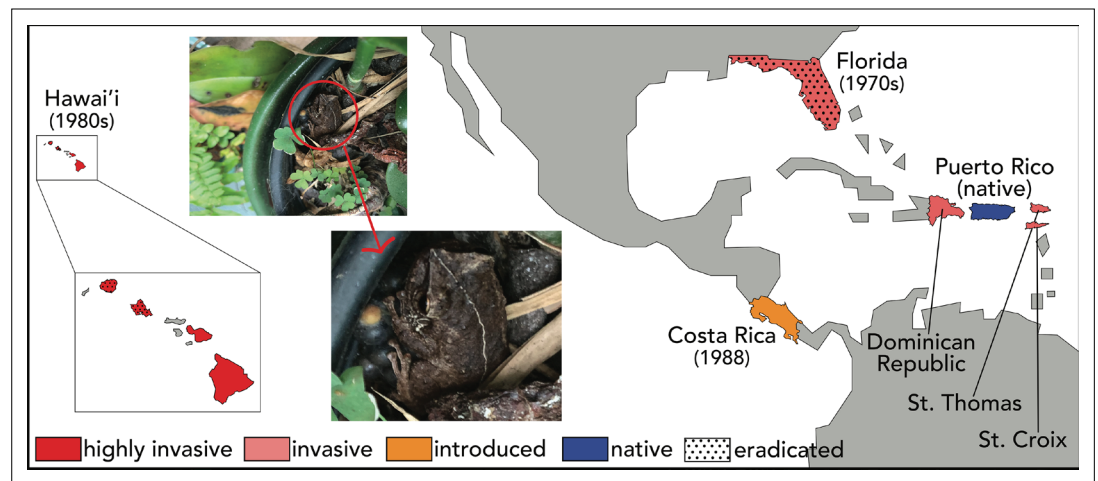 Hawai'i
(1980s)
Florida
(1970s)
Puerto Rico
(native)
Costa Rica
(1988)
Dominican
Republic
St. Thomas
St. Croix
highly invasive
invasive
introduced
native
eradicated